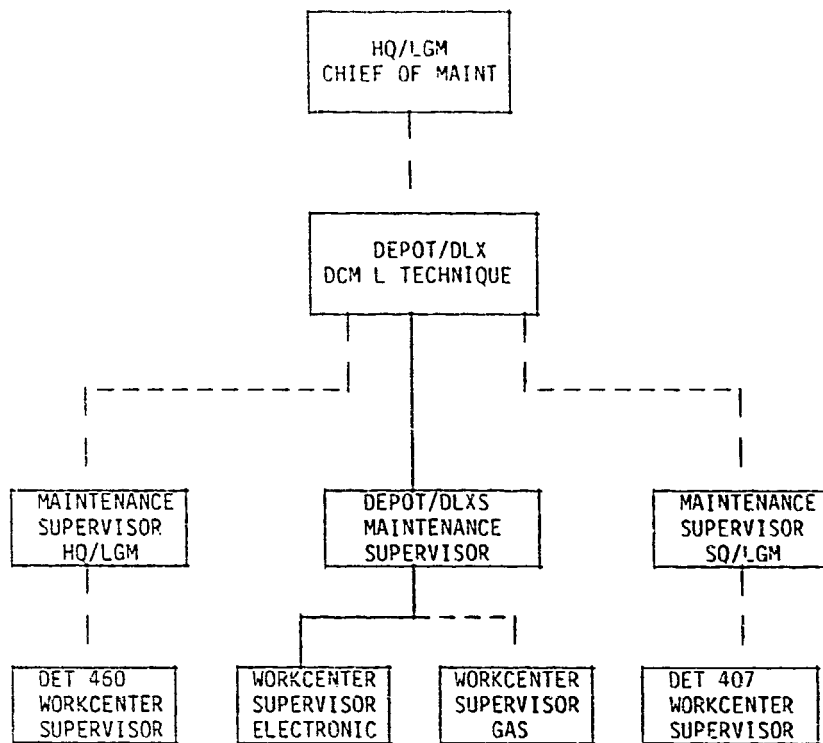 HQ/LGM
CHIEF OF MAINT
DEPOT/DLX
DCM L TECHNIQUE
MAINTENANCE
SUPERVISOR
HQ/LGM
DEPOT/DLXS
MAINTENANCE
SUPERVISOR
MAINTENANCE
SUPERVISOR
SQ/LGM
DET 460
WORKCENTER
SUPERVISOR
WORKCENTER
SUPERVISOR
ELECTRONIC
WORKCENTER
SUPERVISOR
GAS
DET 407
WORKCENTER
SUPERVISOR